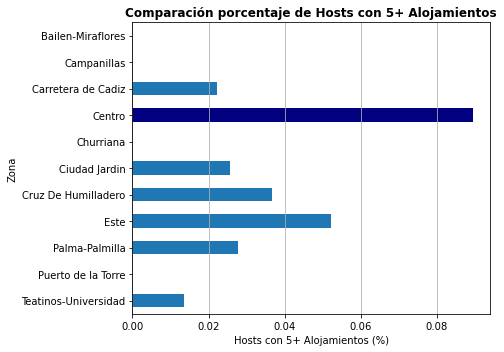 Comparación porcentaje de Hosts con 5+ Alojamientos
Bailen-Miraflores
Campanillas
Carretera de Cadiz
Centro
Churriana
Ciudad Jardin
Cruz De Humilladero
Este
Palma-Palmilla
Puerto de la Torre
Teatinos-Universidad
Zona
0.00 0.02 0.04 0.06 0.08
Hosts con 5+ Alojamientos (%)